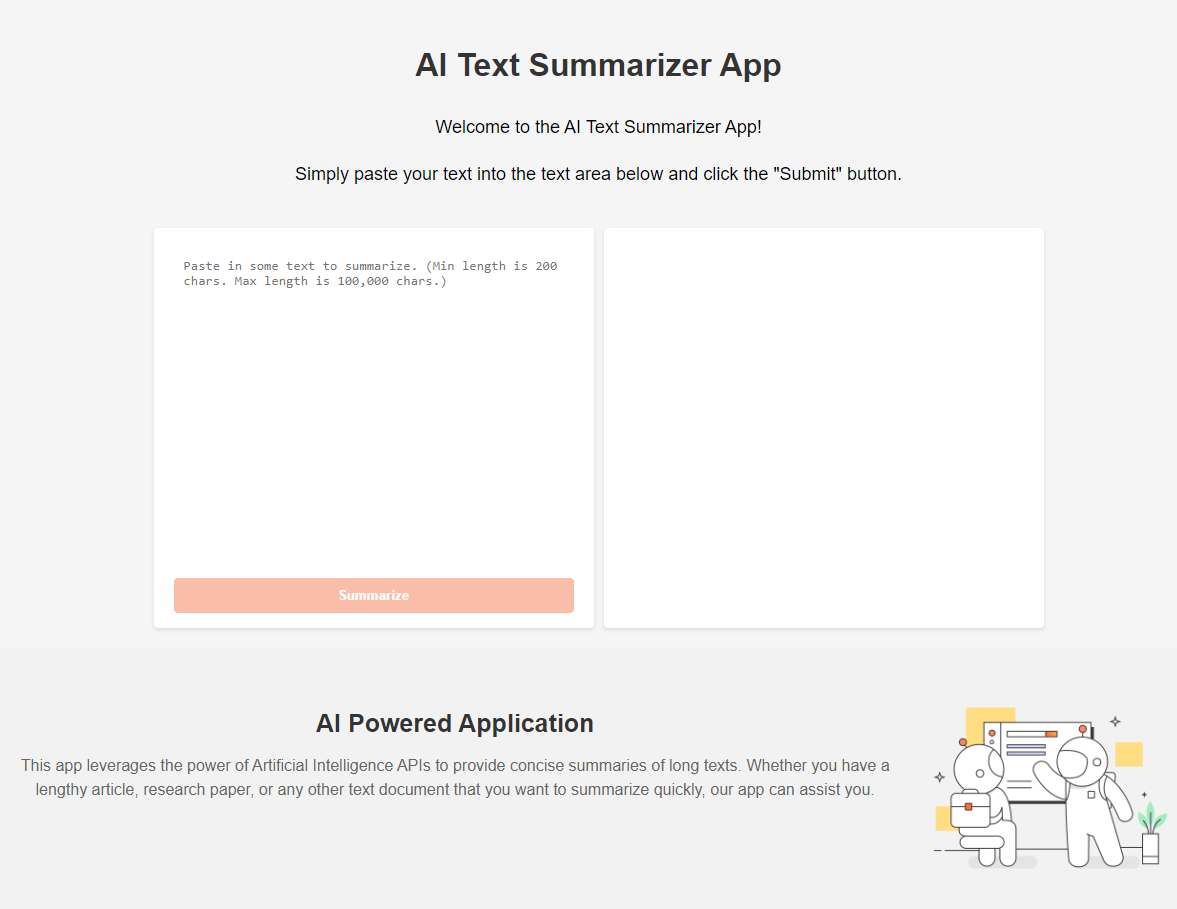 AI Text Summarizer App
Welcome to the AI Text Summarizer App!
Simply paste your text into the text area below and click the "Submit" button.
Paste in some text to summarize. (Min length is 200
chars. Max length is 100,000 chars.)
Summarize
AI Powered Application
This app leverages the power of Artificial Intelligence APIs to provide concise summaries of long texts. Whether you have a
lengthy article, research paper, or any other text document that you want to summarize quickly, our app can assist you.